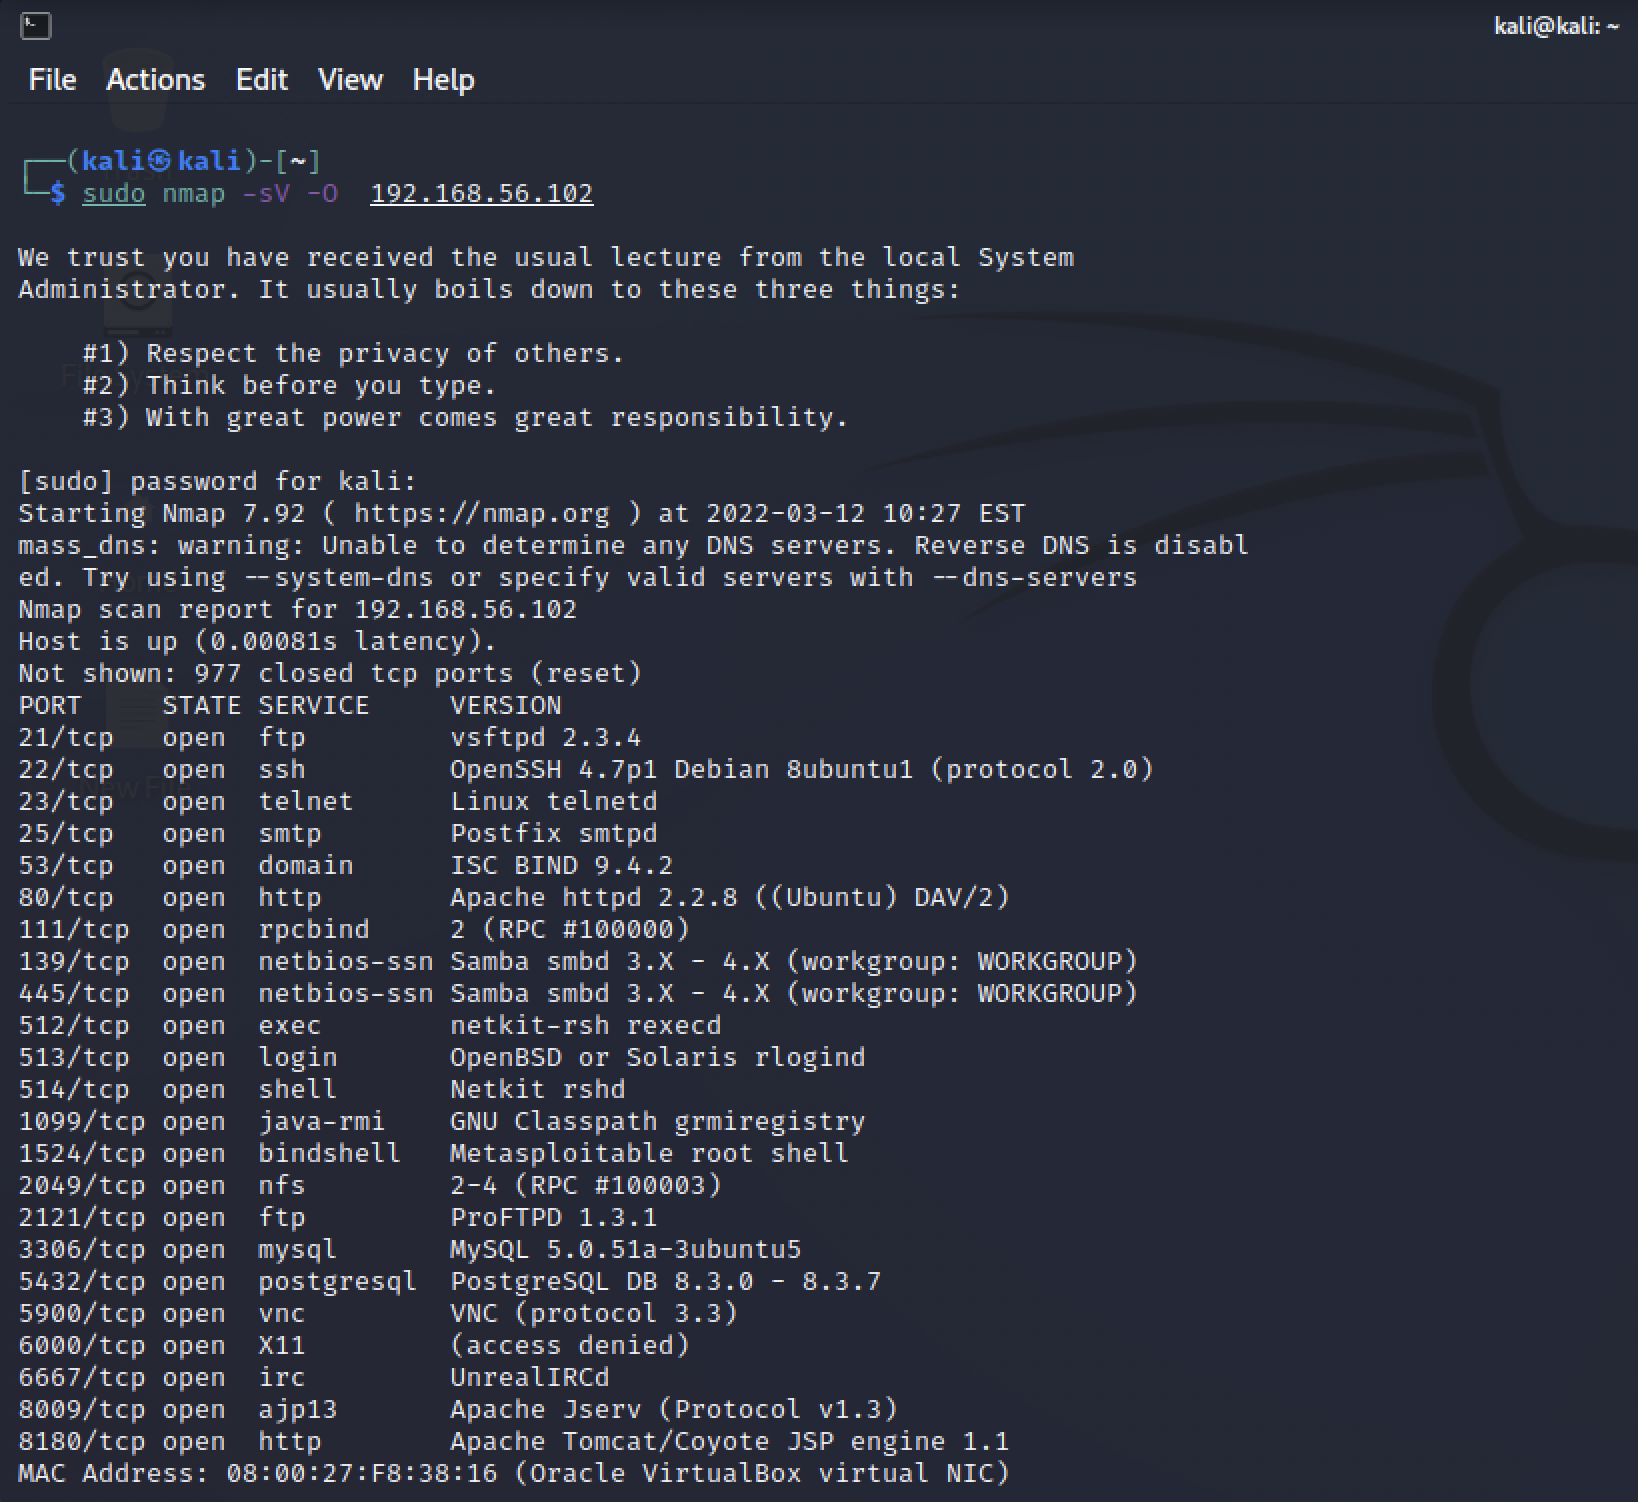 kali@kali: ~
File Actions Edit View Help
┌──(kali㉿kali)-[~]
└─$ sudo nmap -sV -O  192.168.56.102
We trust you have received the usual lecture from the local System
Administrator. It usually boils down to these three things:
    #1) Respect the privacy of others.
    #2) Think before you type.
    #3) With great power comes great responsibility.
[sudo] password for kali:
Starting Nmap 7.92 ( https://nmap.org ) at 2022-03-12 10:27 EST
mass_dns: warning: Unable to determine any DNS servers. Reverse DNS is disabl
ed. Try using --system-dns or specify valid servers with --dns-servers
Nmap scan report for 192.168.56.102
Host is up (0.00081s latency).
Not shown: 977 closed tcp ports (reset)
PORT     STATE SERVICE     VERSION
21/tcp   open  ftp         vsftpd 2.3.4
22/tcp   open  ssh         OpenSSH 4.7p1 Debian 8ubuntu1 (protocol 2.0)
23/tcp   open  telnet      Linux telnetd
25/tcp   open  smtp        Postfix smtpd
53/tcp   open  domain      ISC BIND 9.4.2
80/tcp   open  http        Apache httpd 2.2.8 ((Ubuntu) DAV/2)
111/tcp  open  rpcbind     2 (RPC #100000)
139/tcp  open  netbios-ssn Samba smbd 3.X - 4.X (workgroup: WORKGROUP)
445/tcp  open  netbios-ssn Samba smbd 3.X - 4.X (workgroup: WORKGROUP)
512/tcp  open  exec        netkit-rsh rexecd
513/tcp  open  login       OpenBSD or Solaris rlogind
514/tcp  open  shell       Netkit rshd
1099/tcp open  java-rmi    GNU Classpath grmiregistry
1524/tcp open  bindshell   Metasploitable root shell
2049/tcp open  nfs         2-4 (RPC #100003)
2121/tcp open  ftp         ProFTPD 1.3.1
3306/tcp open  mysql       MySQL 5.0.51a-3ubuntu5
5432/tcp open  postgresql  PostgreSQL DB 8.3.0 - 8.3.7
5900/tcp open  vnc         VNC (protocol 3.3)
6000/tcp open  X11         (access denied)
6667/tcp open  irc         UnrealIRCd
8009/tcp open  ajp13       Apache Jserv (Protocol v1.3)
8180/tcp open  http        Apache Tomcat/Coyote JSP engine 1.1
MAC Address: 08:00:27:F8:38:16 (Oracle VirtualBox virtual NIC)